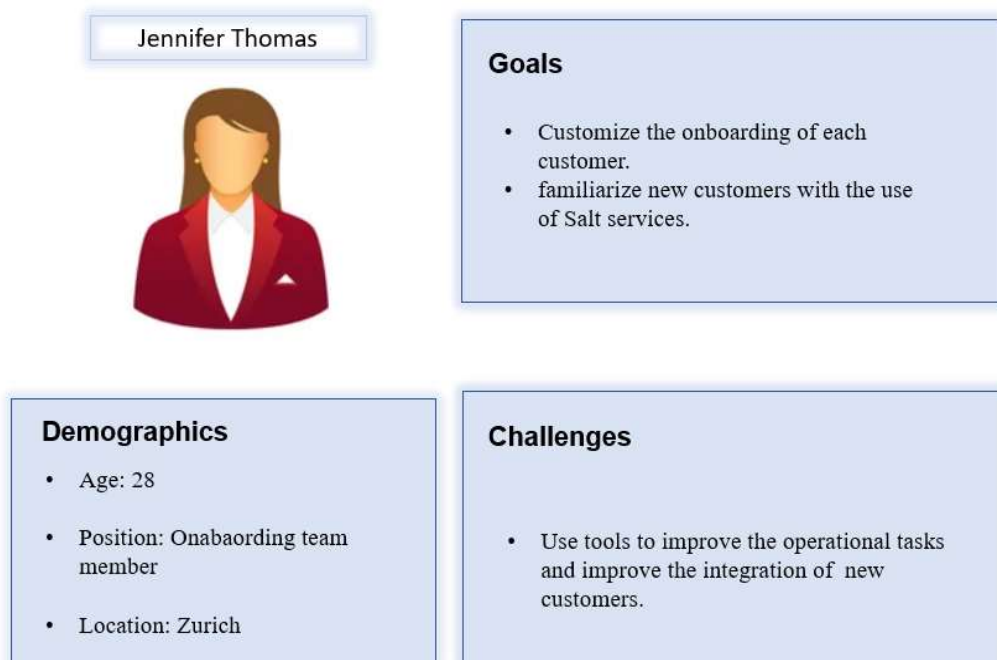 Jennifer Thomas
Goals
• Customize the onboarding of each
customer.
• familiarize new customers with the use
of Salt services.
Demographics
• Age: 28
• Position: Onabaording team
member
• Location: Zurich
Challenges
• Use tools to improve the operational tasks
and improve the integration of new
customers.